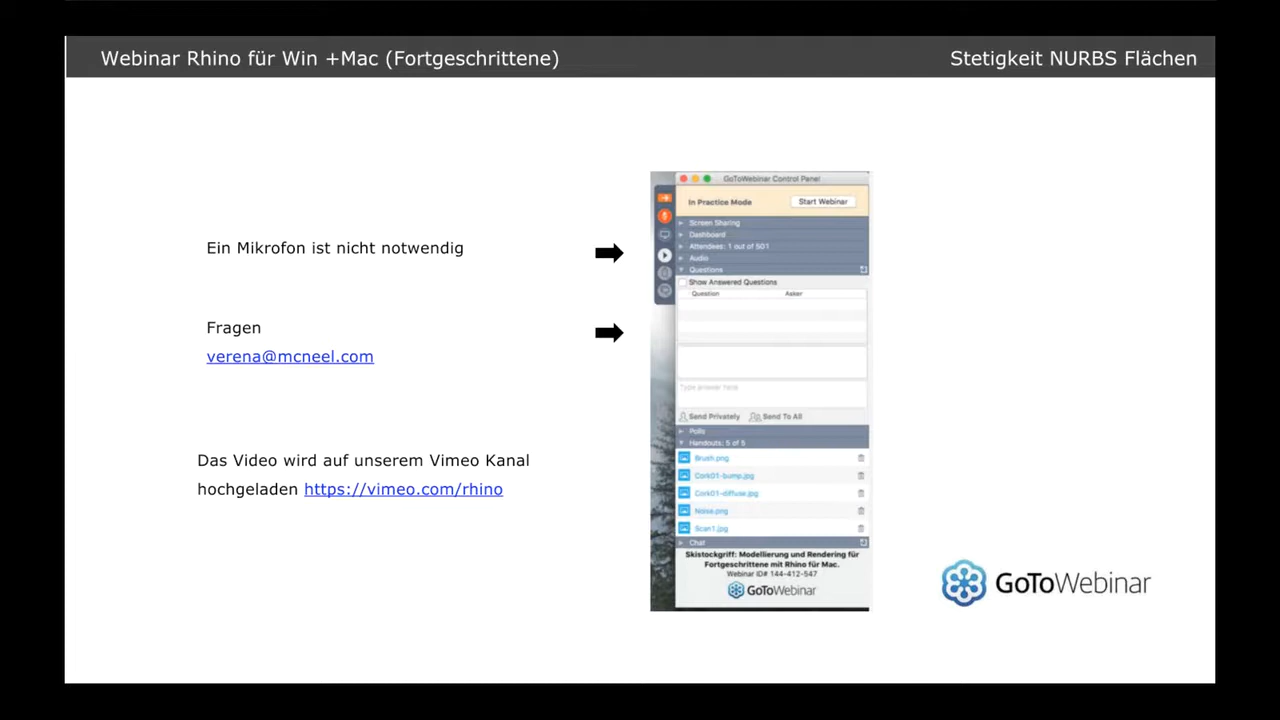 Webinar Rhino für Win +Mac (Fortgeschrittene)
Stetigkeit NURBS Flächen
Ein Mikrofon ist nicht notwendig
Fragen
verena@mcneel.com
Das Video wird auf unserem Vimeo Kanal
hochgeladen https://vimeo.com/rhino
GoToWebinar Control Panel
In Practice Mode
Start Webinar
Screen Sharing
Dashboard
Attendees: 1 out of 501
Audio
Questions
Show Answered Questions
Question Asker
Type answer here
Send Privately Send To All
Polls
Handouts: 5 of 5
Brush.png
Cork01-bump.jpg
Cork01-diffuse.jpg
Noise.png
Scan1.jpg
Chat
Skistockgriff: Modellierung und Rendering für
Fortgeschrittene mit Rhino für Mac.
Webinar ID# 144-412-547
GoToWebinar
GoToWebinar